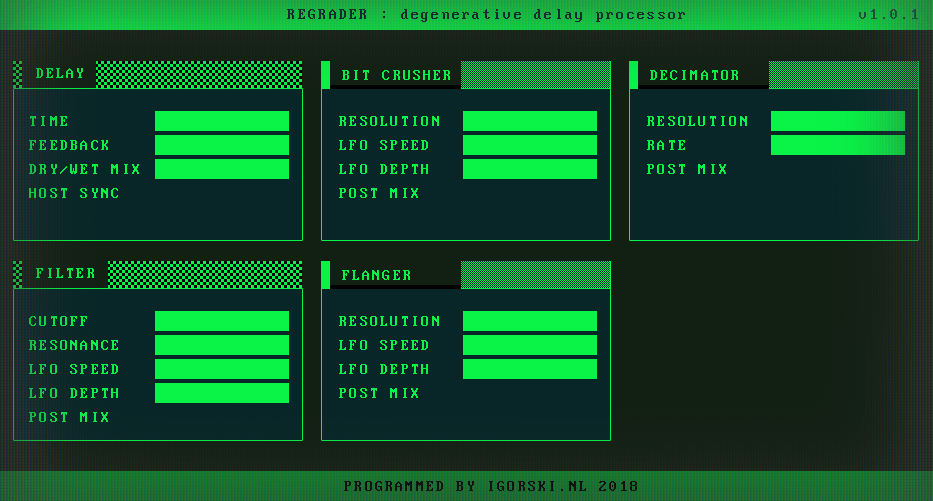 REGRADER : degenerative delay processor v1.0.1
DELAY
TIME
FEEDBACK
DRY/WET MIX
HOST SYNC
BIT CRUSHER
RESOLUTION
LFO SPEED
LFO DEPTH
POST MIX
DECIMATOR
RESOLUTION
RATE
POST MIX
FILTER
CUTOFF
RESONANCE
LFO SPEED
LFO DEPTH
POST MIX
FLANGER
RESOLUTION
LFO SPEED
LFO DEPTH
POST MIX
PROGRAMMED BY IGORSKI.NL 2018